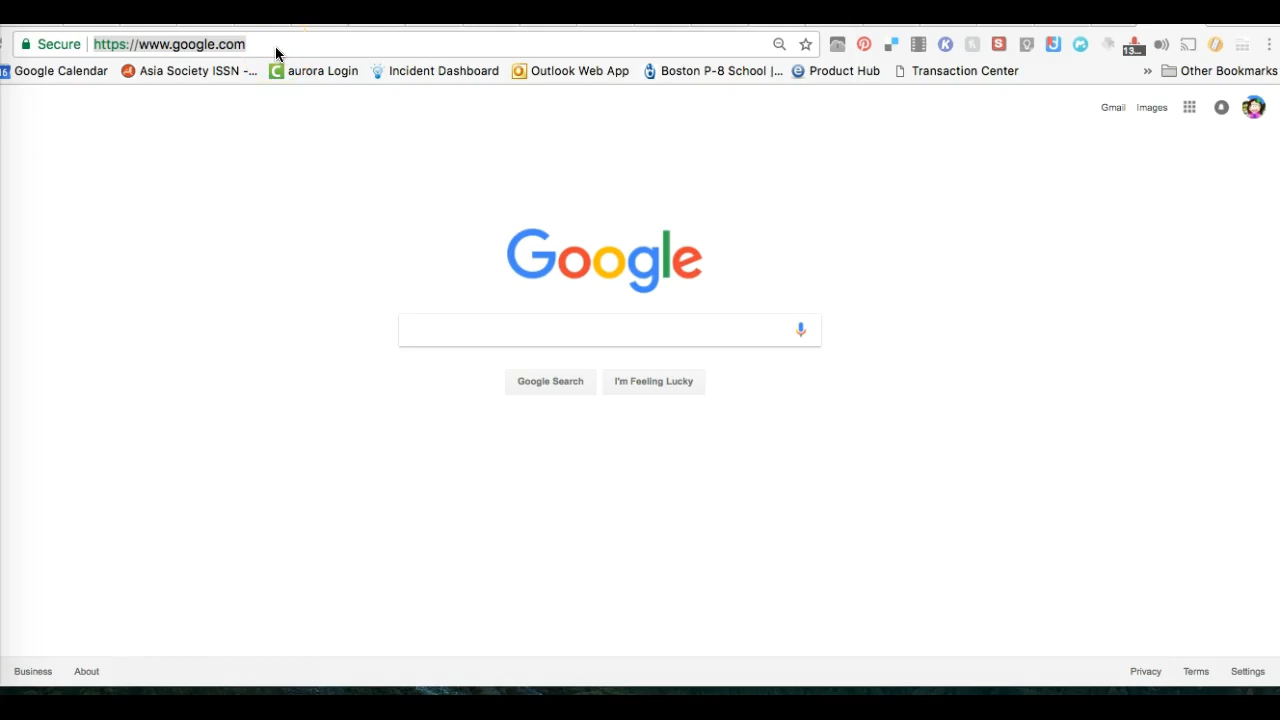 Secure https://www.google.com 13...
16 Google Calendar Asia Society ISSN -... C aurora Login Incident Dashboard Outlook Web App Boston P-8 School |... Product Hub Transaction Center » Other Bookmarks
Gmail Images
Google
Google Search I'm Feeling Lucky
Business About Privacy Terms Settings